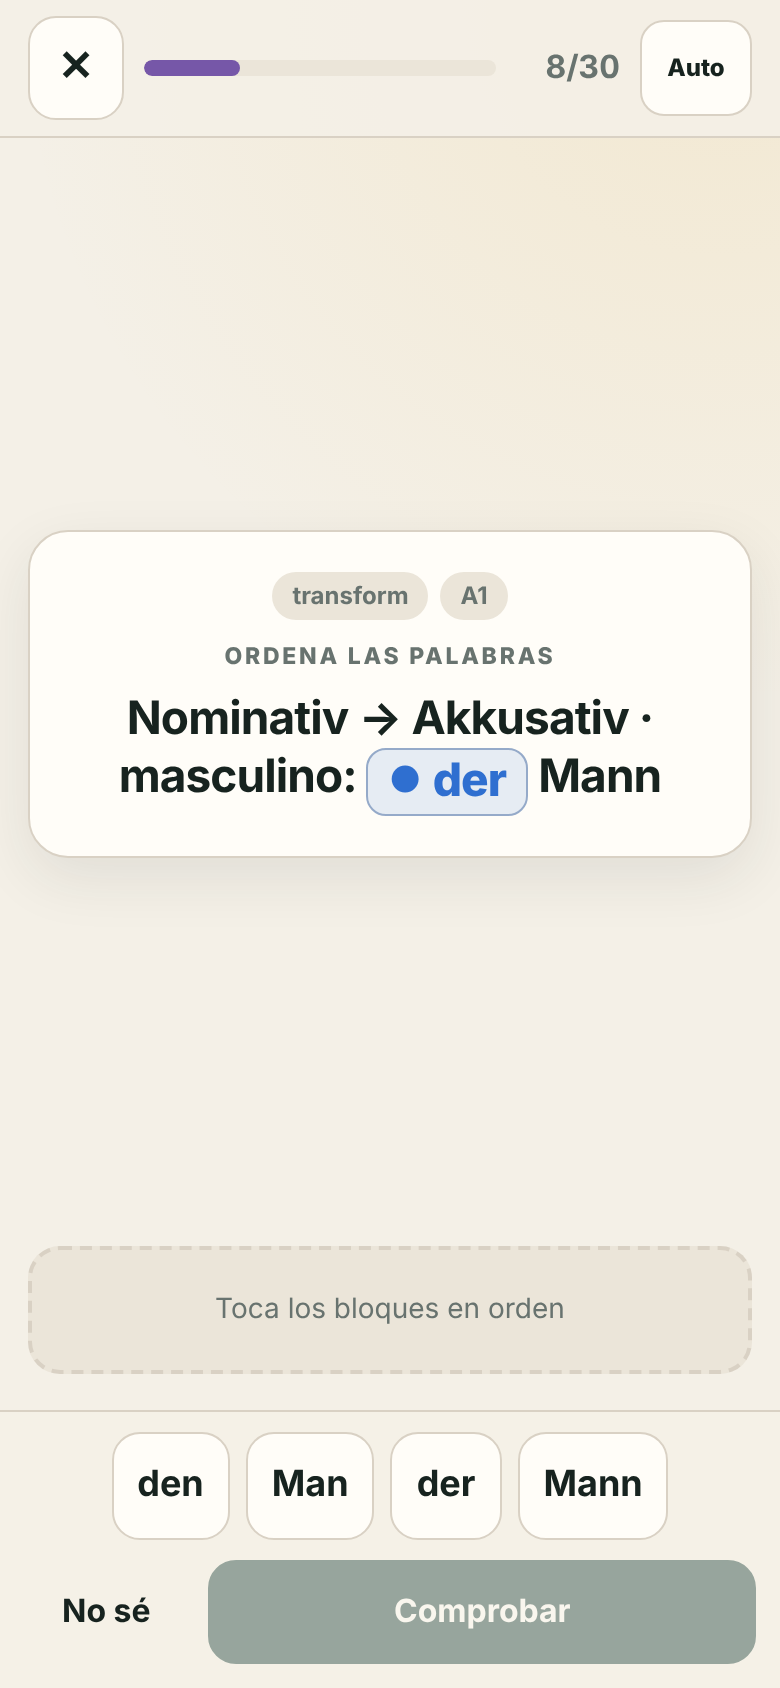 ✕ 8/30 Auto
transform A1
ORDENA LAS PALABRAS
Nominativ → Akkusativ ·
masculino: der Mann
Toca los bloques en orden
den Man der Mann
No sé Comprobar